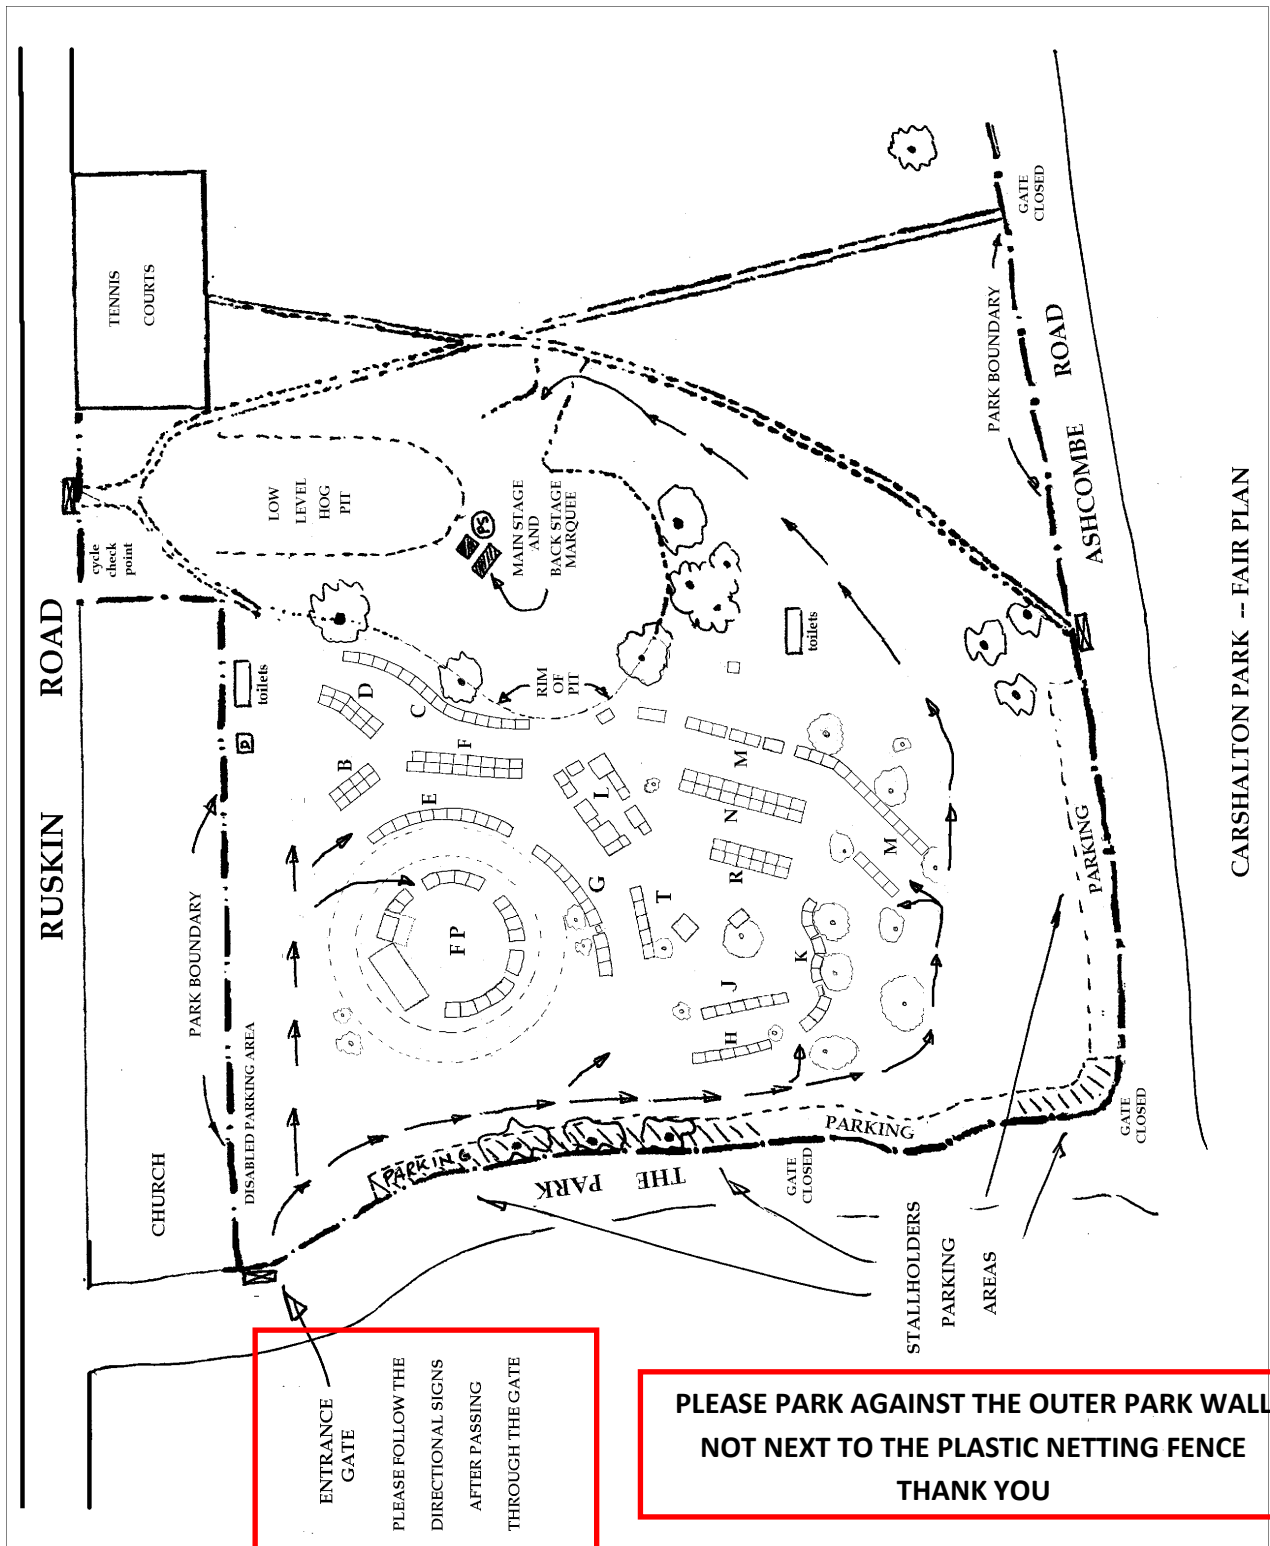 CARSHALTON PARK -- FAIR PLAN
RUSKIN ROAD
TENNIS
COURTS
cycle
check
point
LOW
LEVEL
HOG
PIT
PS
MAIN STAGE
AND
BACK STAGE
MARQUEE
GATE
CLOSED
PARK BOUNDARY
ASHCOMBE ROAD
toilets
P
toilets
RIM
OF
PIT
D
C
B
F
E
L
M
N
G
R
M
T
FP
K
J
H
PARK BOUNDARY
DISABLED PARKING AREA
CHURCH
PARKING
PARKING
PARKING
THE PARK
GATE
CLOSED
GATE
CLOSED
STALLHOLDERS
PARKING
AREAS
ENTRANCE
GATE
PLEASE FOLLOW THE
DIRECTIONAL SIGNS
AFTER PASSING
THROUGH THE GATE
PLEASE PARK AGAINST THE OUTER PARK WALL
NOT NEXT TO THE PLASTIC NETTING FENCE
THANK YOU